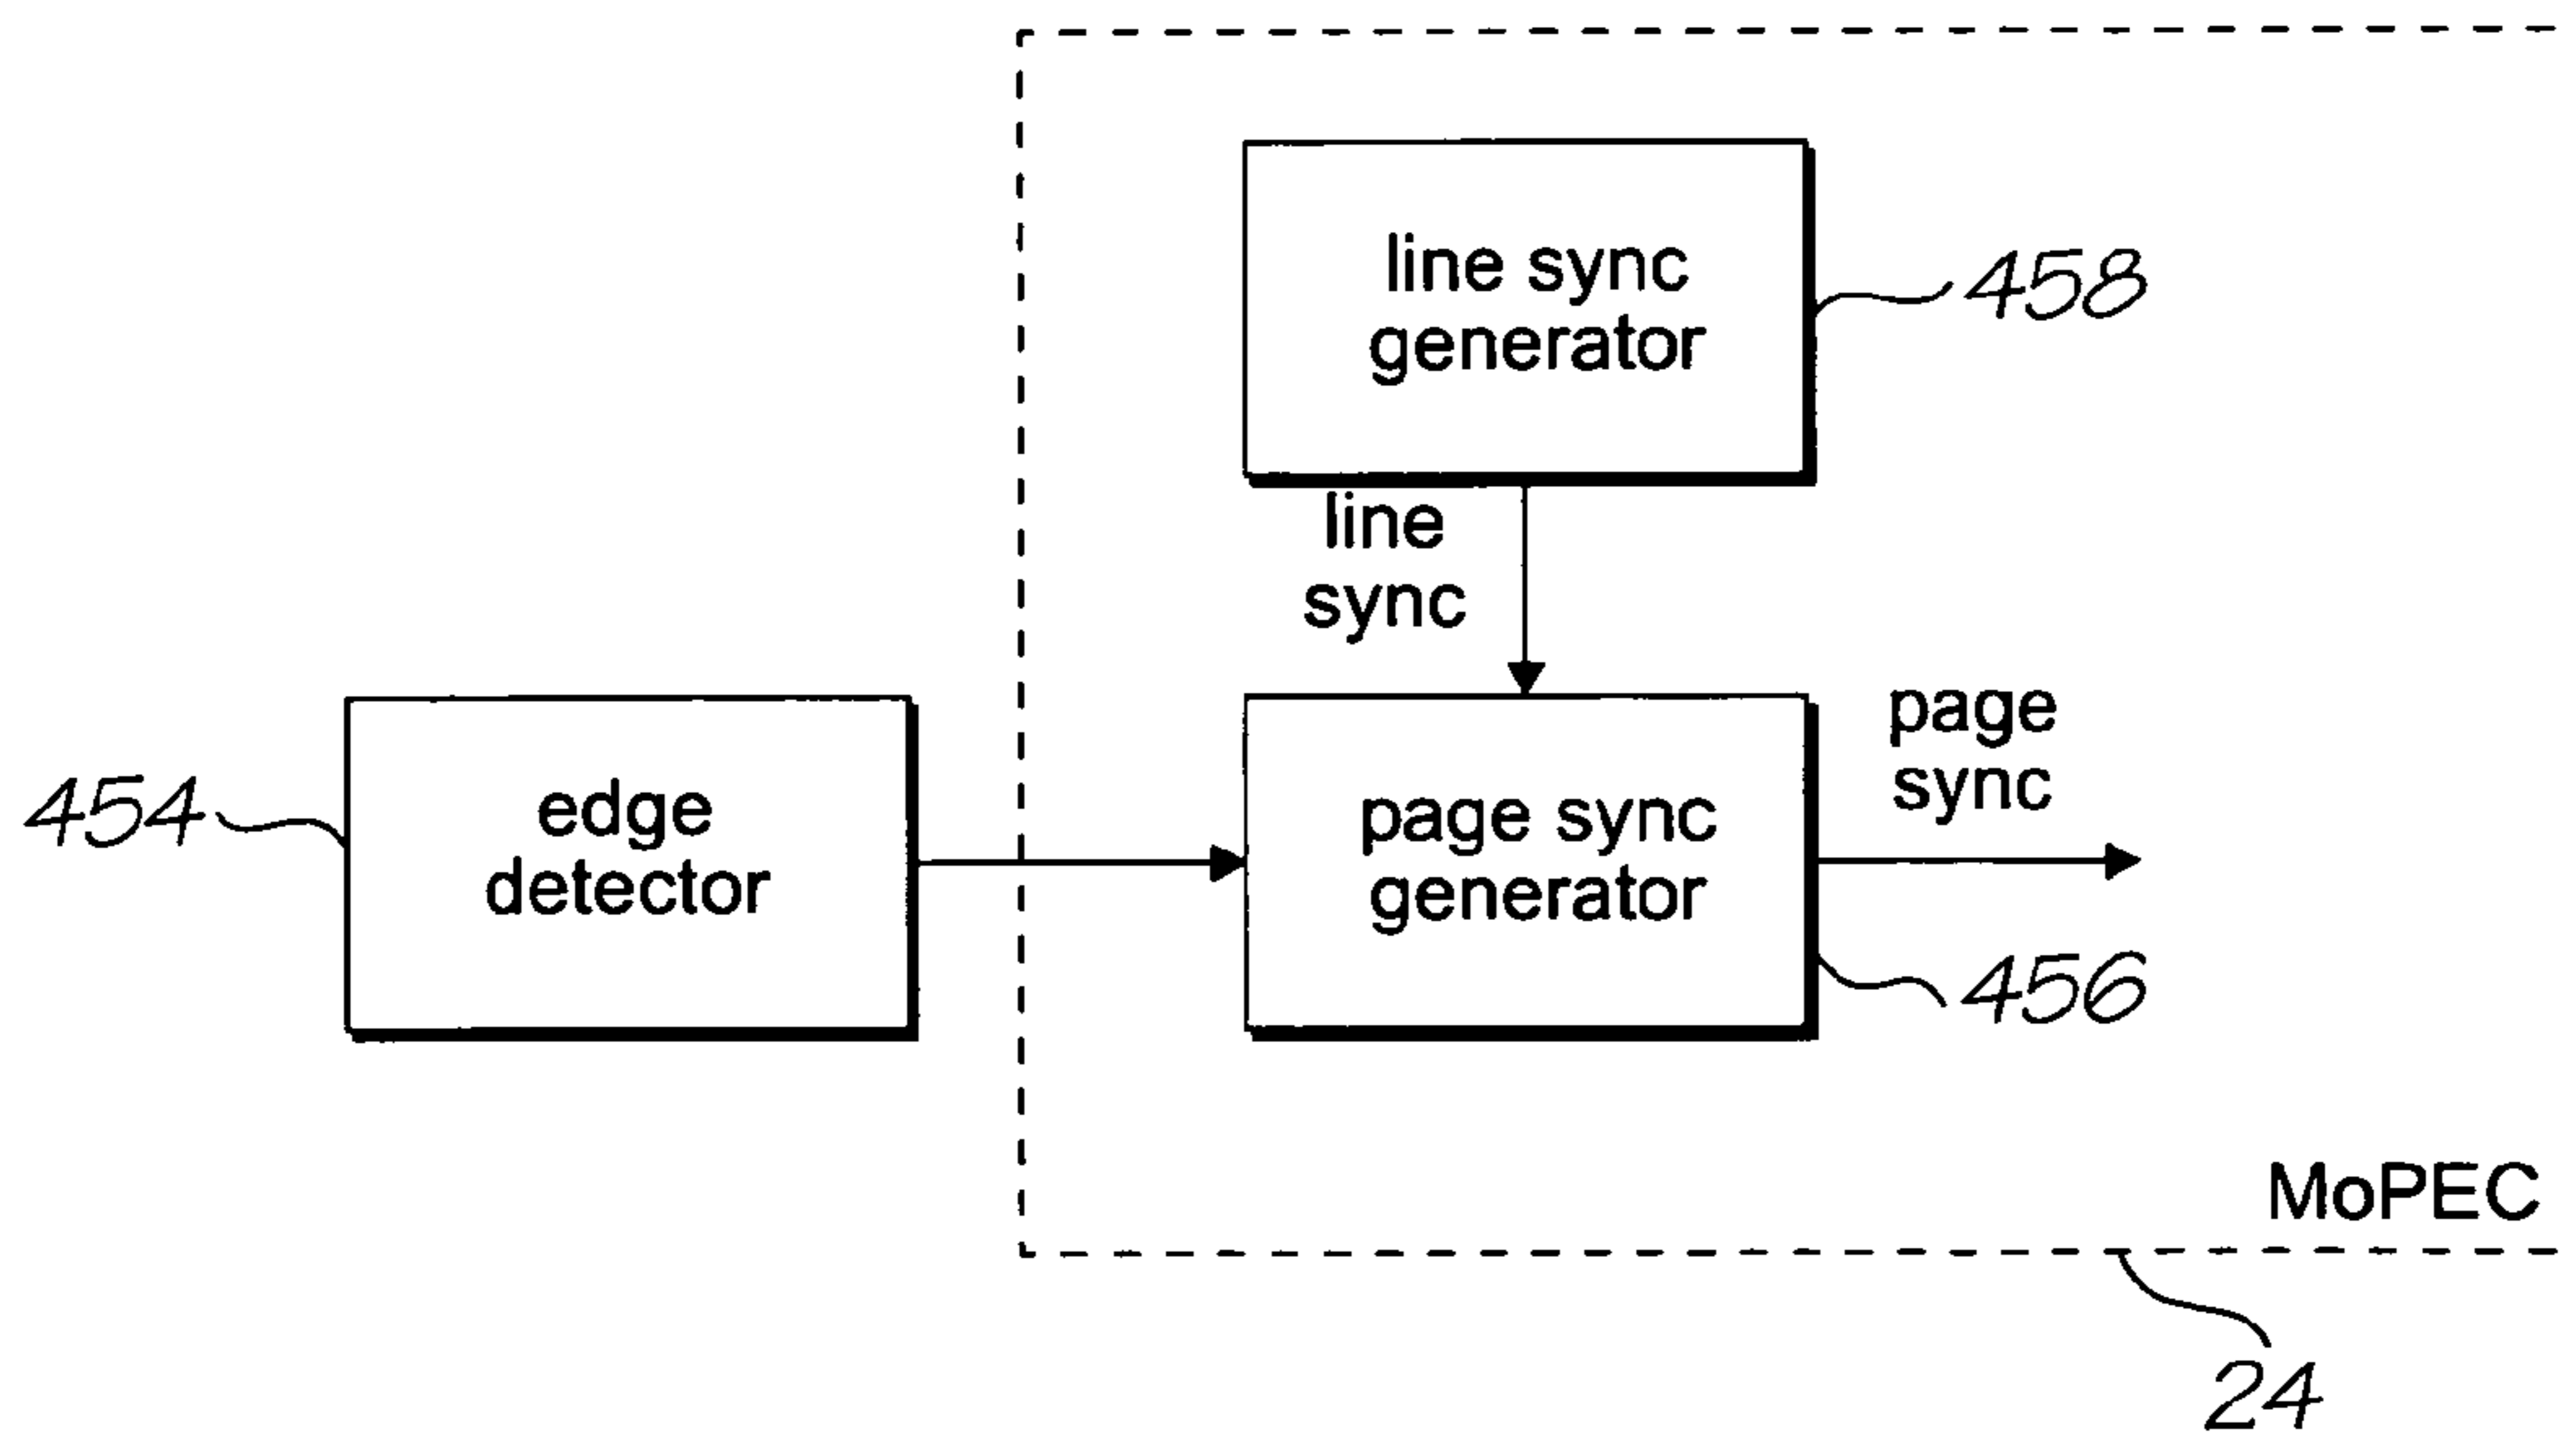 line sync
generator
458
line
sync
454
edge
detector
page sync
generator
page
sync
456
MoPEC
24